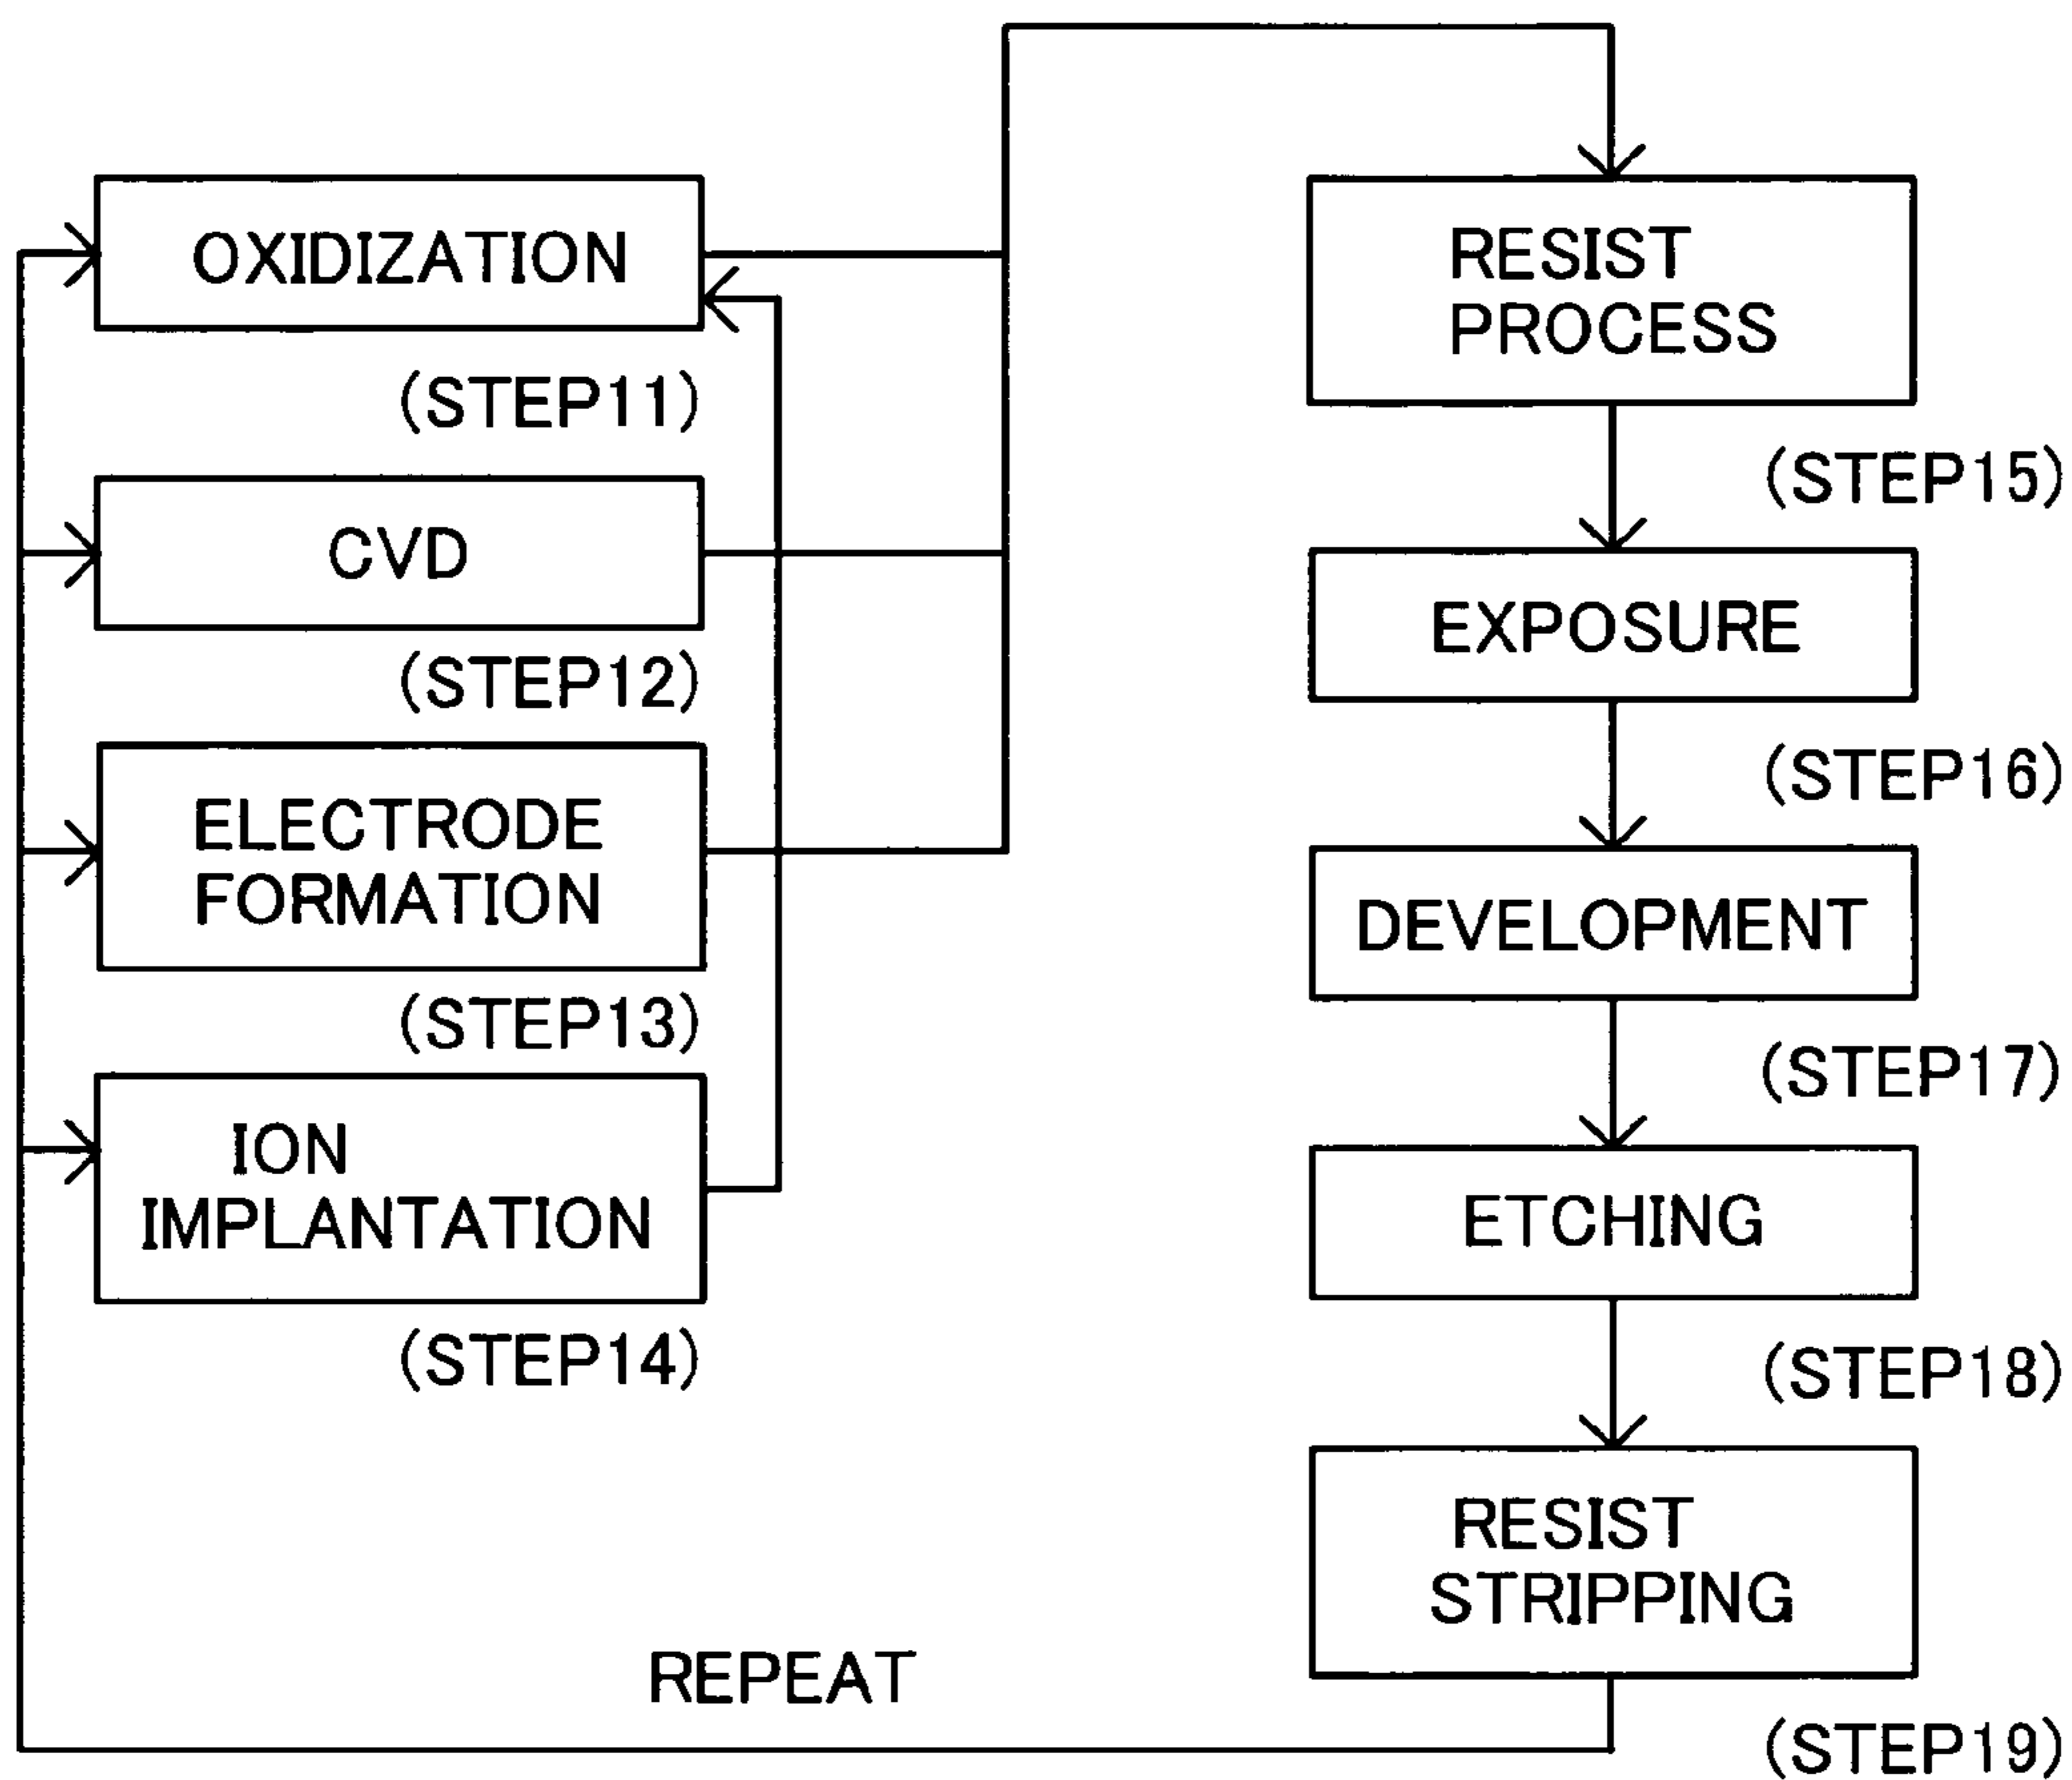 OXIDIZATION
(STEP11)
CVD
(STEP12)
ELECTRODE
FORMATION
(STEP13)
ION
IMPLANTATION
(STEP14)
RESIST
PROCESS
(STEP15)
EXPOSURE
(STEP16)
DEVELOPMENT
(STEP17)
ETCHING
(STEP18)
RESIST
STRIPPING
(STEP19)
REPEAT